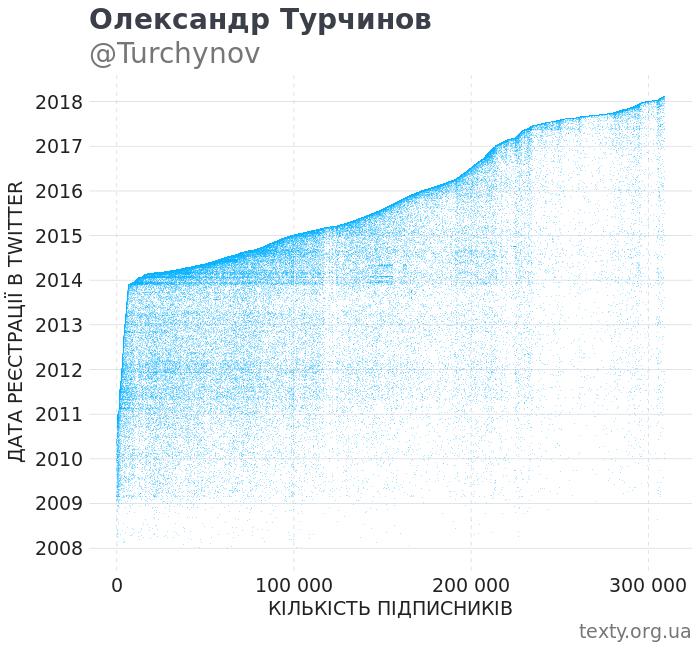 Олександр Турчинов
@Turchynov
ДАТА РЕЄСТРАЦІЇ В TWITTER
2018
2017
2016
2015
2014
2013
2012
2011
2010
2009
2008
0 100 000 200 000 300 000
КІЛЬКІСТЬ ПІДПИСНИКІВ
texty.org.ua